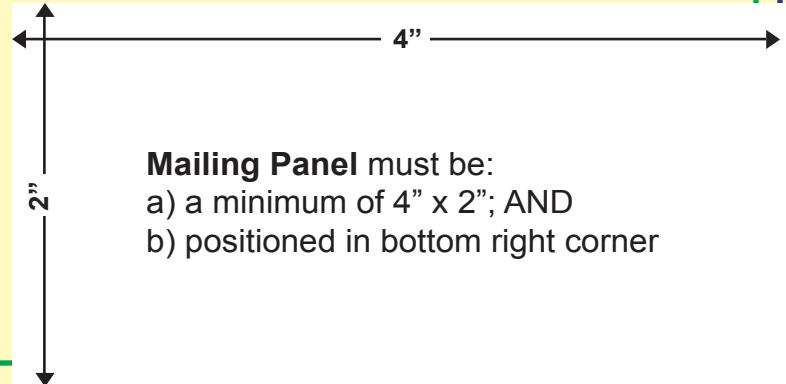 4”
2”
Mailing Panel must be:
a) a minimum of 4” x 2”; AND
b) positioned in bottom right corner